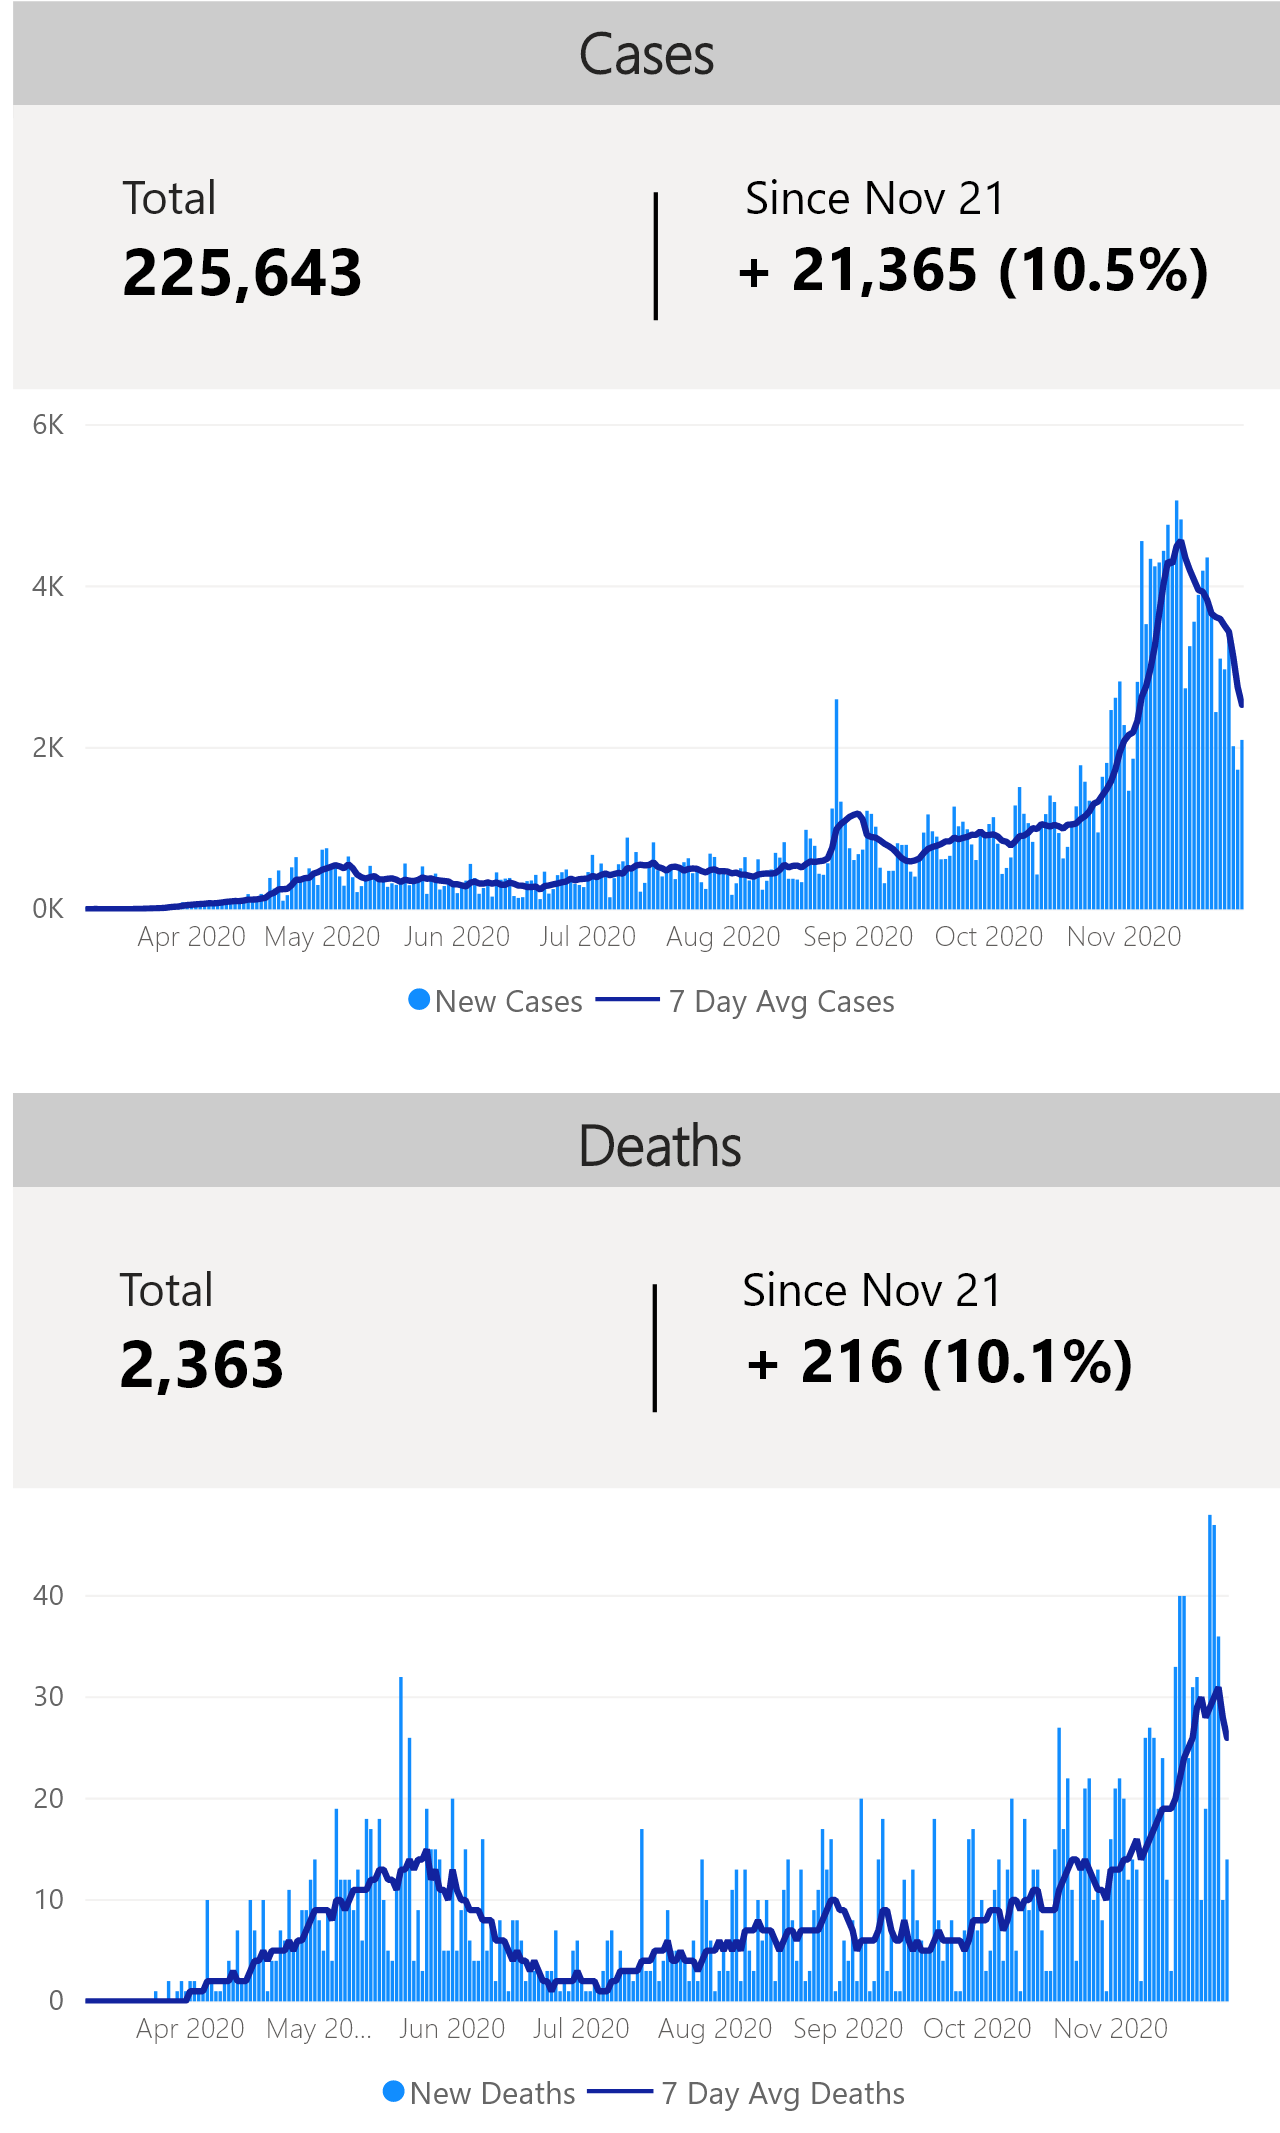 Cases
Total
Since Nov 21
225,643
+ 21,365 (10.5%)
6K
4K
2K
0K
Apr 2020 May 2020 Jun 2020 Jul 2020 Aug 2020 Sep 2020 Oct 2020 Nov 2020
New Cases 7 Day Avg Cases
Deaths
Total
Since Nov 21
2,363
+ 216 (10.1%)
40
30
20
10
0
Apr 2020 May 20... Jun 2020 Jul 2020 Aug 2020 Sep 2020 Oct 2020 Nov 2020
New Deaths 7 Day Avg Deaths